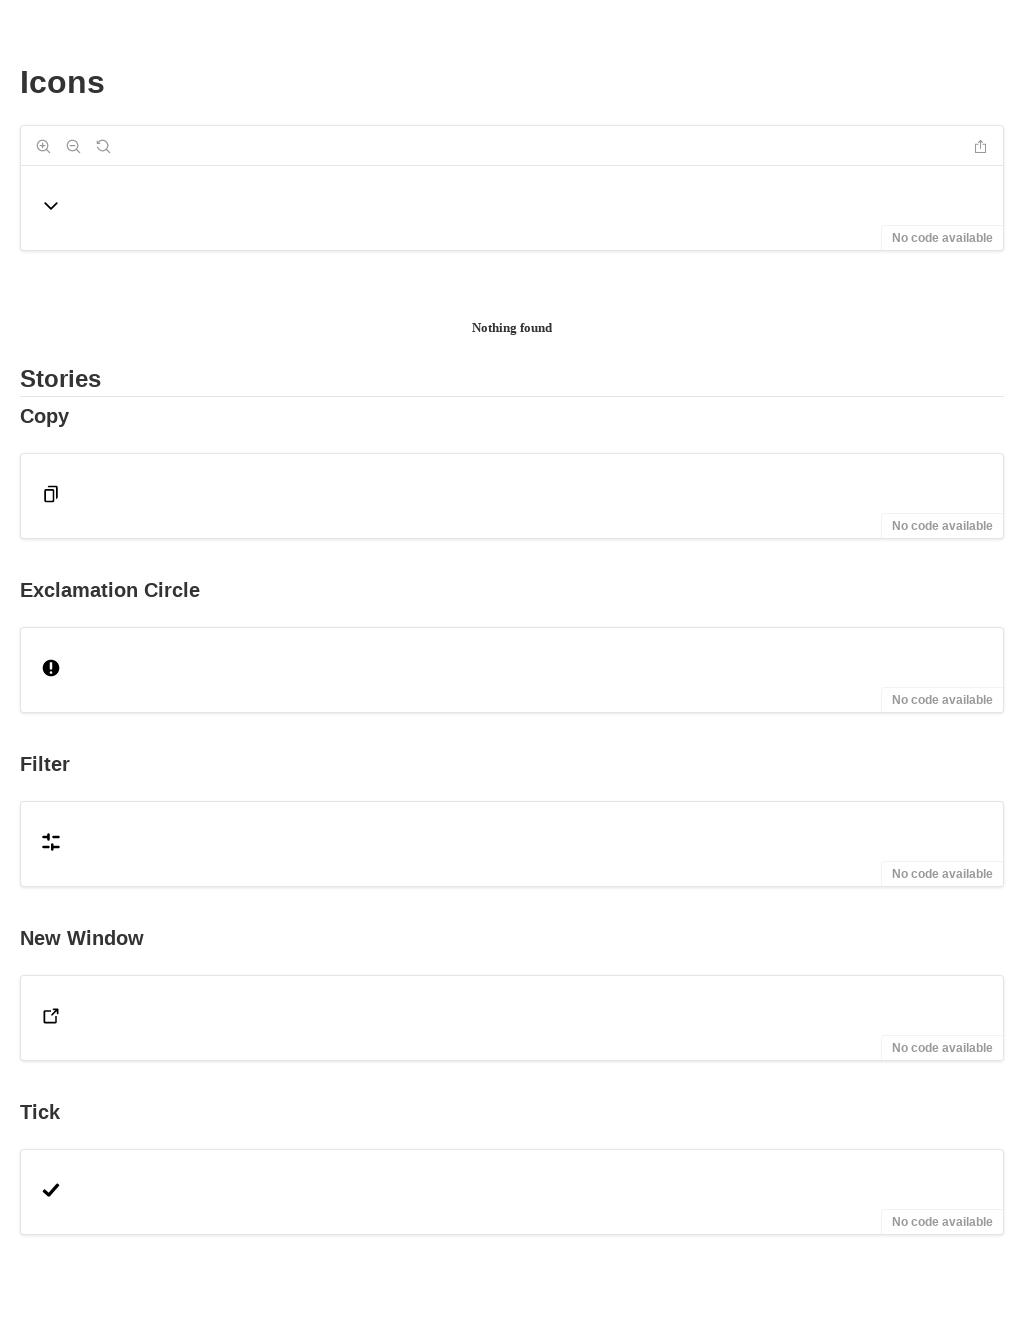 Icons
No code available
Nothing found
Stories
Copy
No code available
Exclamation Circle
No code available
Filter
No code available
New Window
No code available
Tick
No code available